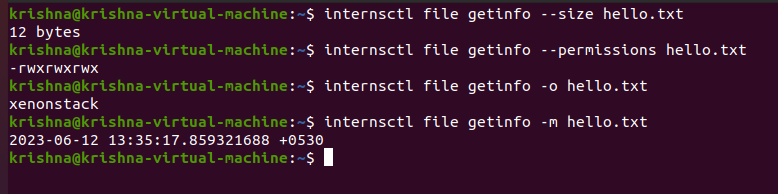 krishna@krishna-virtual-machine:~$ internsctl file getinfo --size hello.txt
12 bytes
krishna@krishna-virtual-machine:~$ internsctl file getinfo --permissions hello.txt
-rwxrwxrwx
krishna@krishna-virtual-machine:~$ internsctl file getinfo -o hello.txt
xenonstack
krishna@krishna-virtual-machine:~$ internsctl file getinfo -m hello.txt
2023-06-12 13:35:17.859321688 +0530
krishna@krishna-virtual-machine:~$